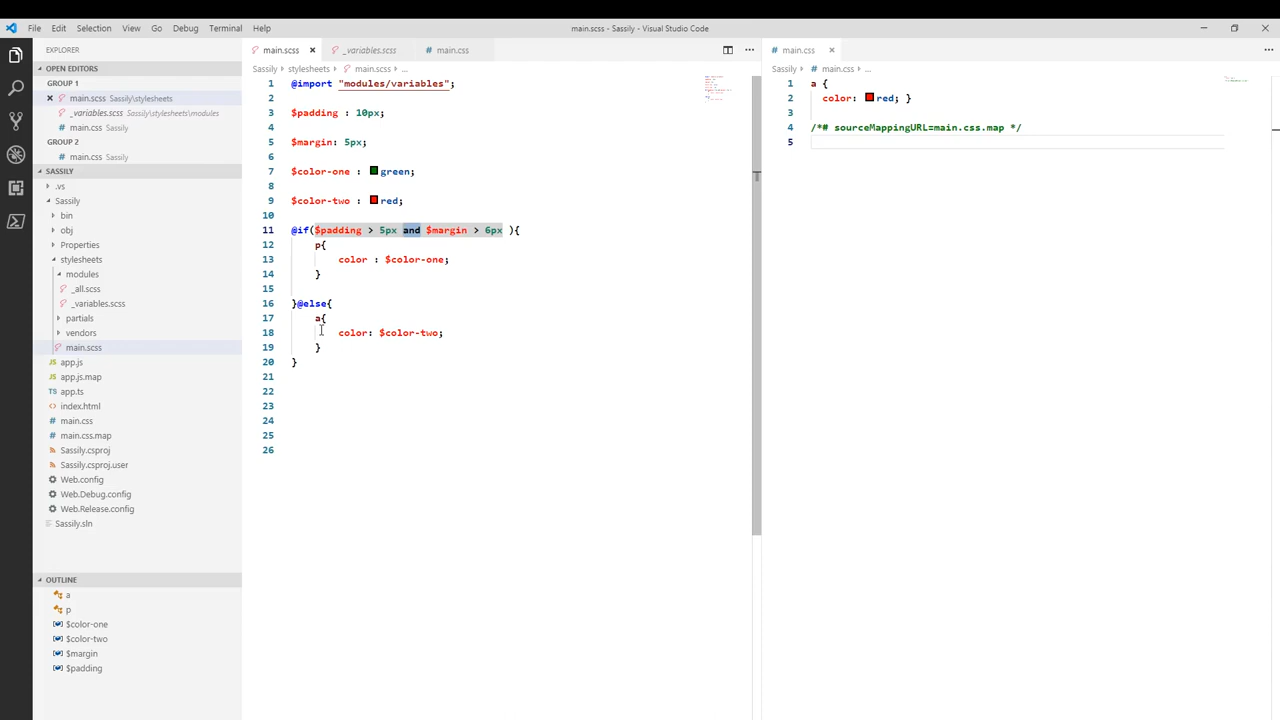 File Edit Selection View Go Debug Terminal Help
main.scss - Sassily - Visual Studio Code
EXPLORER
OPEN EDITORS
GROUP 1
main.scss Sassily\stylesheets
_variables.scss Sassily\stylesheets\modules
main.css Sassily
GROUP 2
main.css Sassily
SASSILY
.vs
Sassily
bin
obj
Properties
stylesheets
modules
_all.scss
_variables.scss
partials
vendors
main.scss
app.js
app.js.map
app.ts
index.html
main.css
main.css.map
Sassily.csproj
Sassily.csproj.user
Web.config
Web.Debug.config
Web.Release.config
Sassily.sln
OUTLINE
a
p
$color-one
$color-two
$margin
$padding
main.scss _variables.scss main.css
Sassily stylesheets main.scss ...
1 @import "modules/variables";
2
3 $padding : 10px;
4
5 $margin: 5px;
6
7 $color-one : green;
8
9 $color-two : red;
10
11 @if($padding > 5px and $margin > 6px ){
12 p{
13 color : $color-one;
14 }
15
16 }@else{
17 a{
18 color: $color-two;
19 }
20 }
21
22
23
24
25
26
main.css
Sassily main.css ...
1 a {
2 color: red; }
3
4 /*# sourceMappingURL=main.css.map */
5